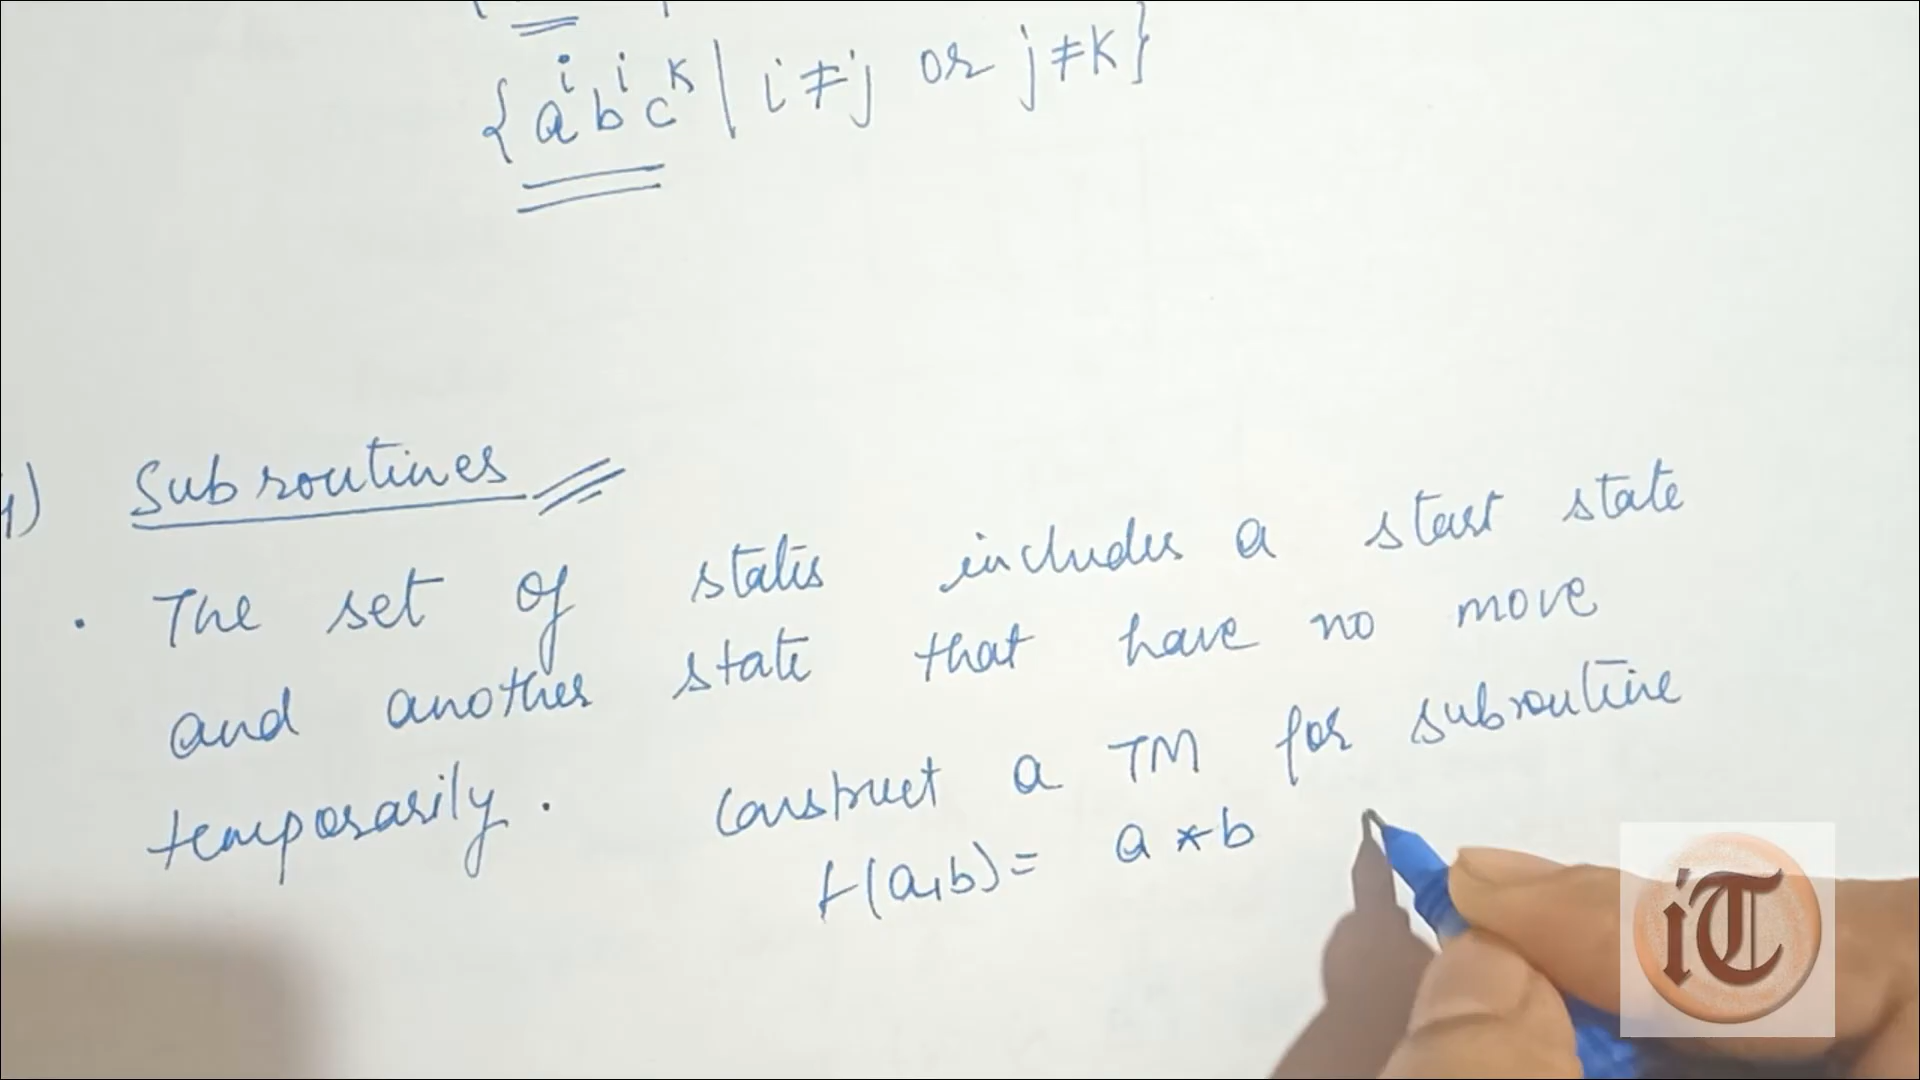 {aⁱbⁱcᵏ | i≠j or j≠k}
Subroutines
. The set of states includes a start state
and another state that have no move
temporarily. construct a TM for subroutine
f(a,b) = a * b
iT